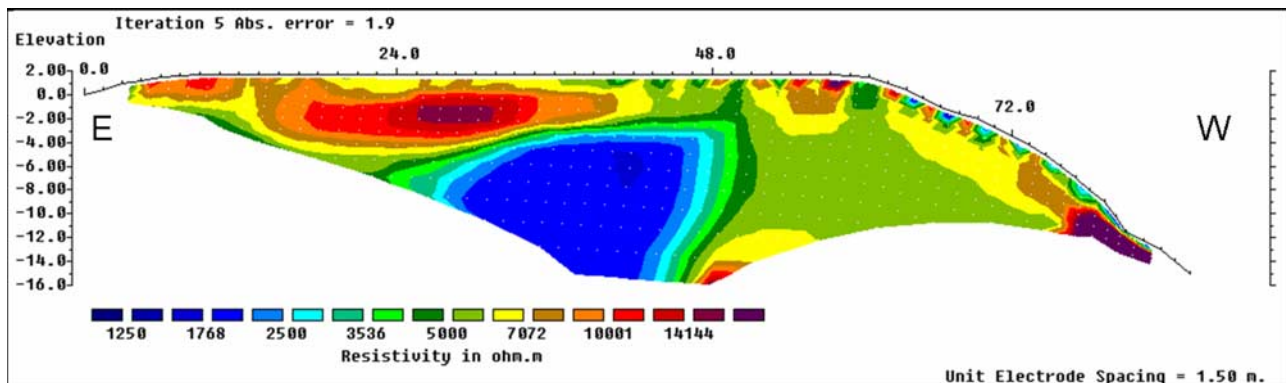 Iteration 5 Abs. error = 1.9
Elevation
24.0
48.0
2.00
0.0
0.0
-2.00
72.0
-4.00
E
W
-6.00
-8.00
-10.0
-12.0
-14.0
-16.0
1250 1768 2500 3536 5000 7072 10001 14144
Resistivity in ohm.m
Unit Electrode Spacing = 1.50 m.